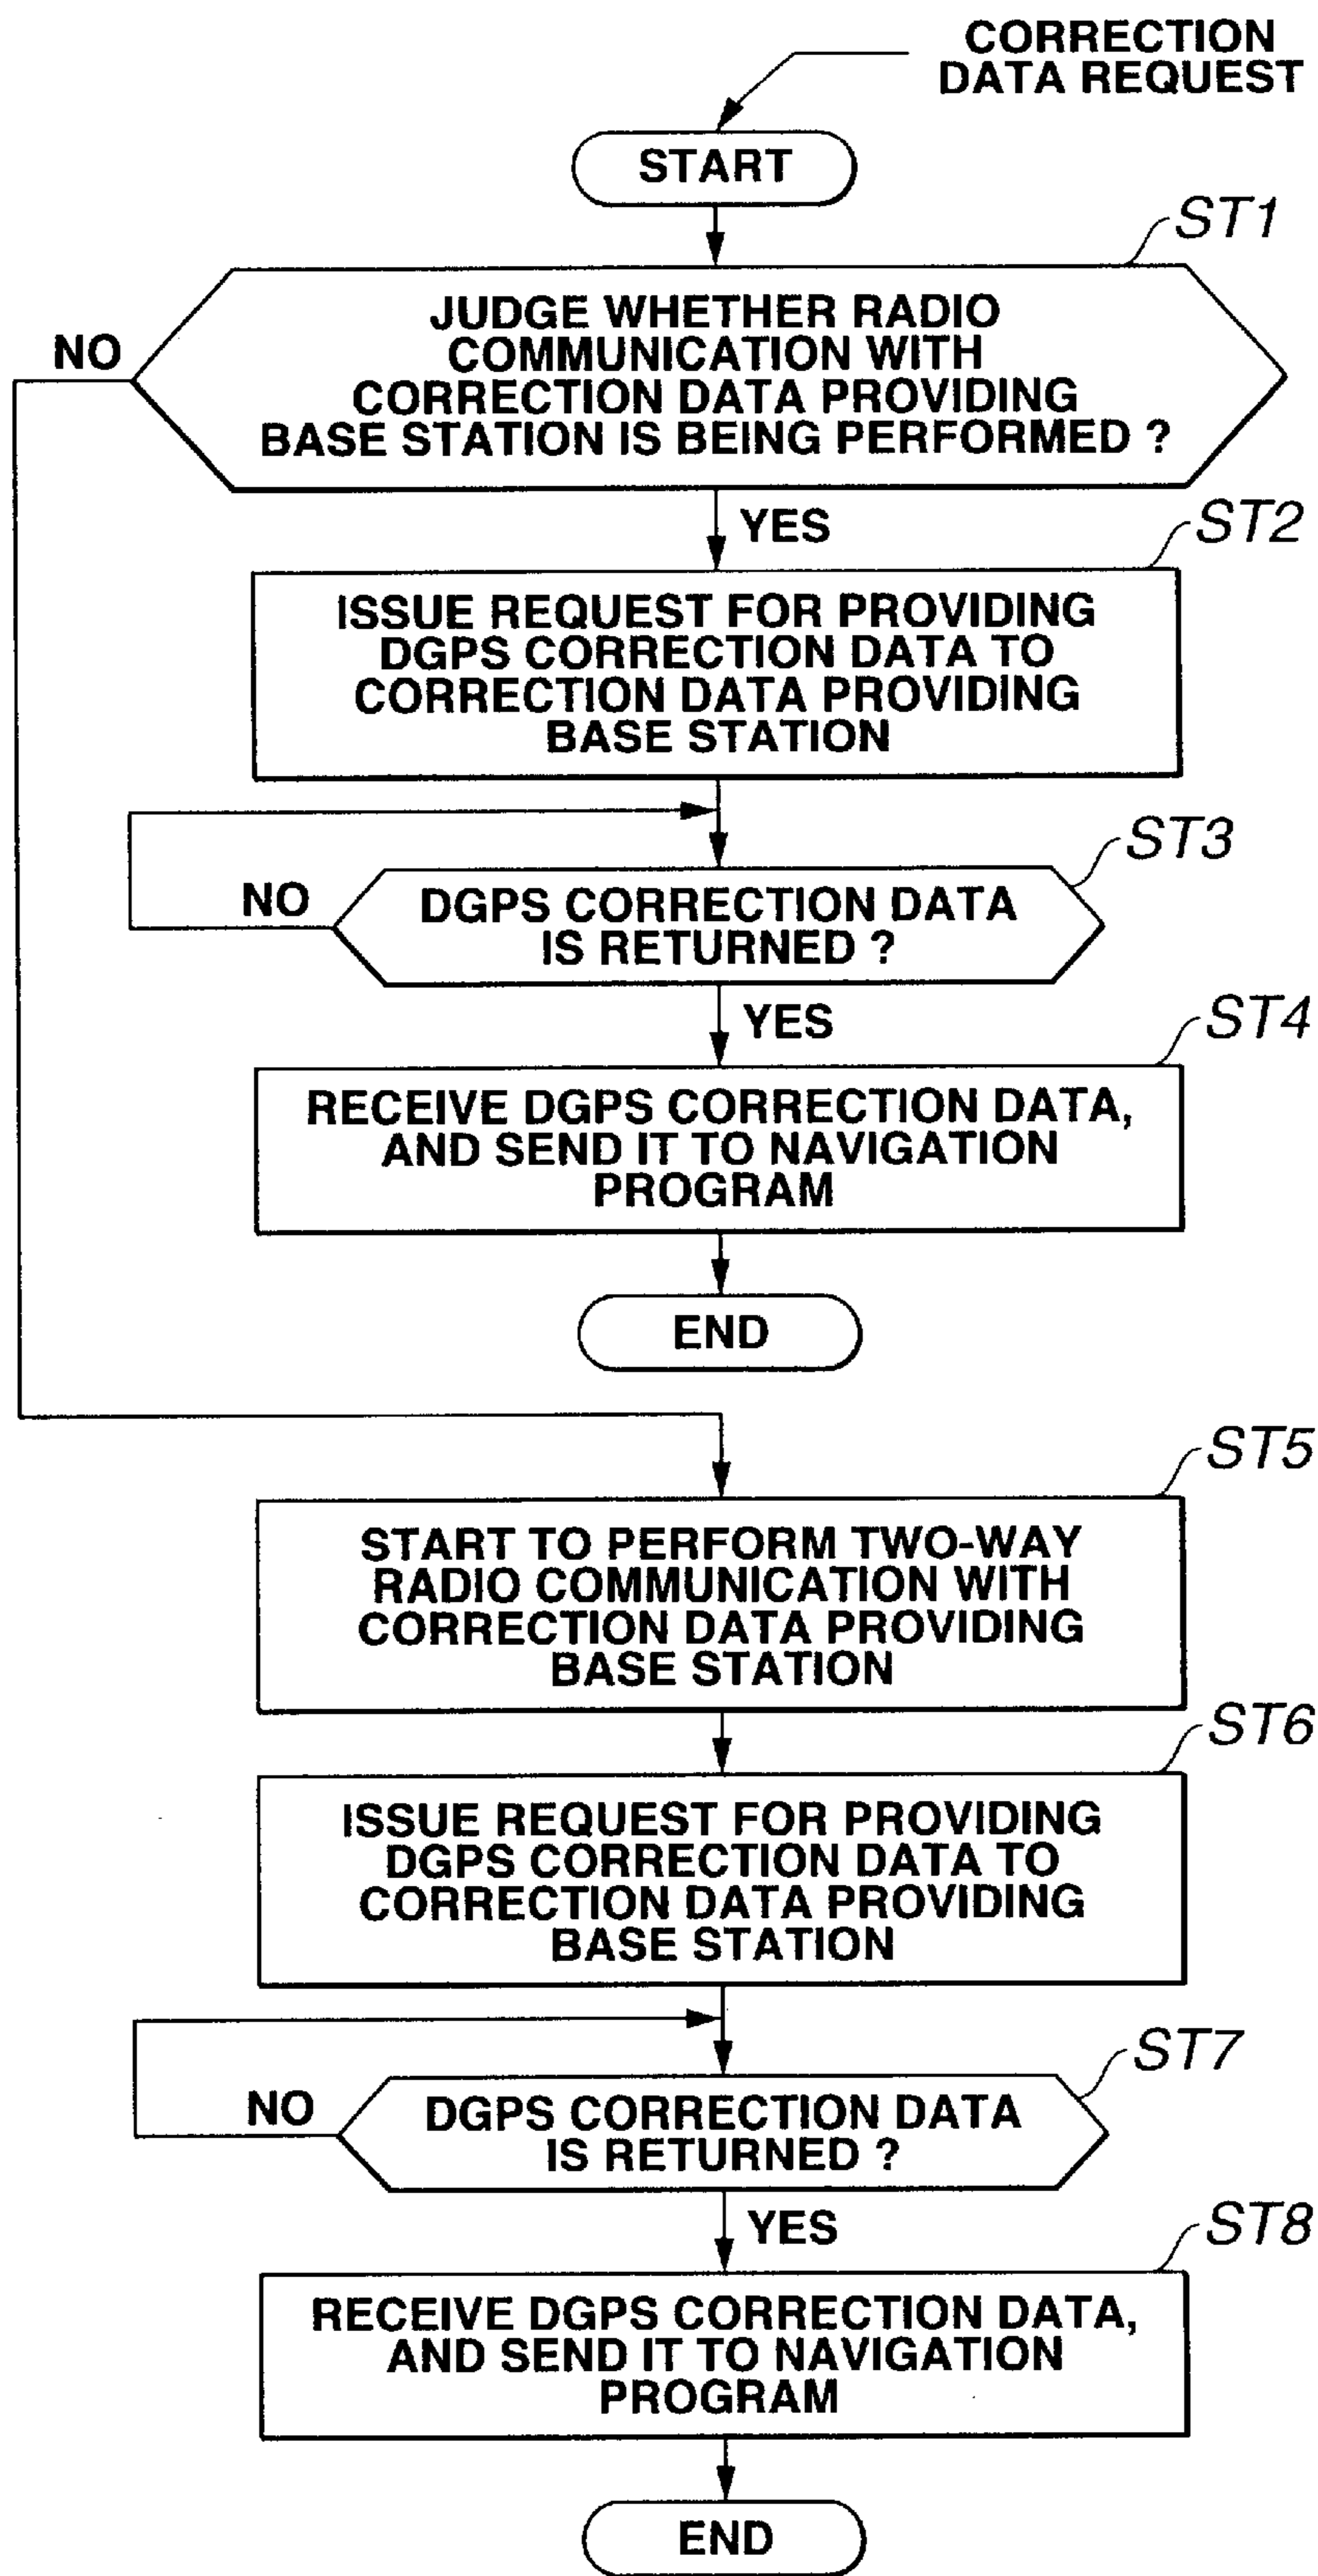 CORRECTION
DATA REQUEST
START
ST1
JUDGE WHETHER RADIO
COMMUNICATION WITH
CORRECTION DATA PROVIDING
BASE STATION IS BEING PERFORMED ?
NO
YES
ST2
ISSUE REQUEST FOR PROVIDING
DGPS CORRECTION DATA TO
CORRECTION DATA PROVIDING
BASE STATION
ST3
DGPS CORRECTION DATA
IS RETURNED ?
NO
YES
ST4
RECEIVE DGPS CORRECTION DATA,
AND SEND IT TO NAVIGATION
PROGRAM
END
ST5
START TO PERFORM TWO-WAY
RADIO COMMUNICATION WITH
CORRECTION DATA PROVIDING
BASE STATION
ST6
ISSUE REQUEST FOR PROVIDING
DGPS CORRECTION DATA TO
CORRECTION DATA PROVIDING
BASE STATION
ST7
DGPS CORRECTION DATA
IS RETURNED ?
NO
YES
ST8
RECEIVE DGPS CORRECTION DATA,
AND SEND IT TO NAVIGATION
PROGRAM
END